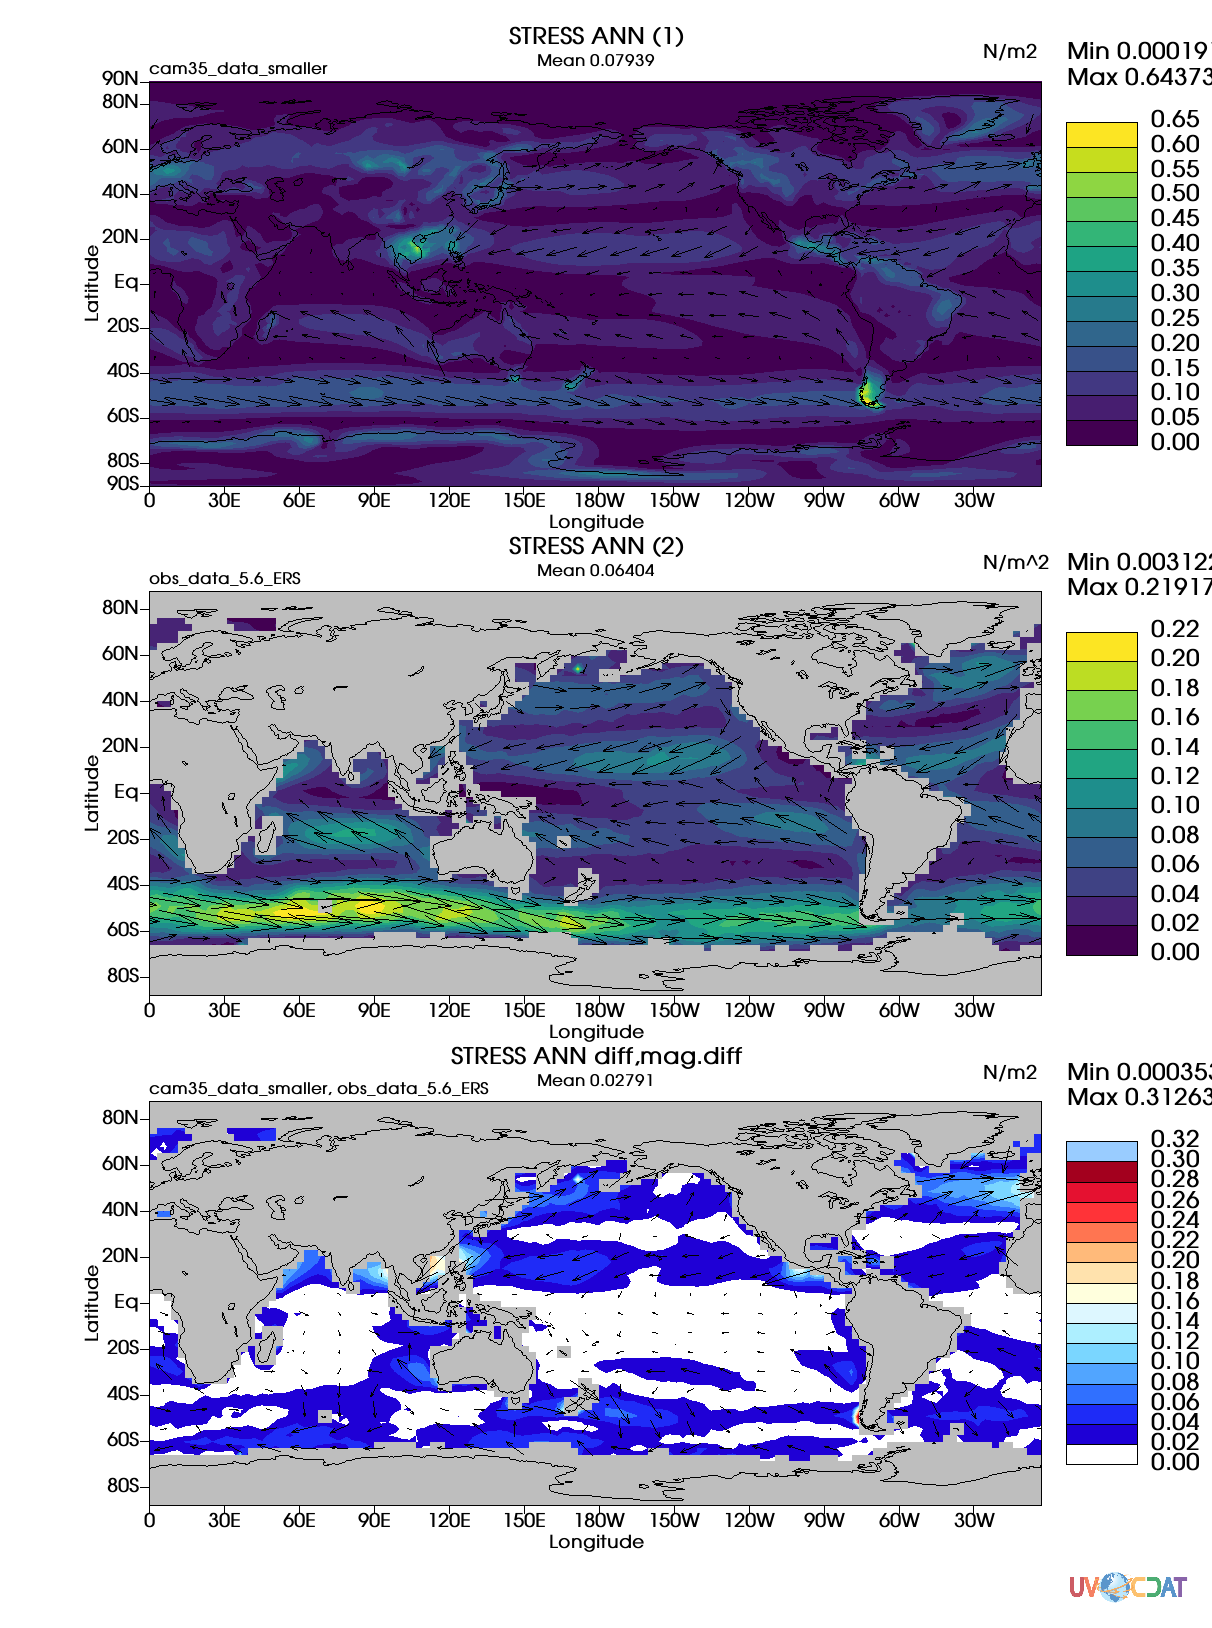 STRESS ANN (1)
Mean 0.07939
N/m2
cam35_data_smaller
Max 0.64373
90N
80N
60N
40N
20N
Eq
20S
40S
60S
80S
90S
Latitude
0 30E 60E 90E 120E 150E 180W 150W 120W 90W 60W 30W
Longitude
0.65
0.60
0.55
0.50
0.45
0.40
0.35
0.30
0.25
0.20
0.15
0.10
0.05
0.00
STRESS ANN (2)
Mean 0.06404
N/m^2
obs_data_5.6_ERS
Min 0.003122
Max 0.21917
80N
60N
40N
20N
Eq
20S
40S
60S
80S
Latitude
0 30E 60E 90E 120E 150E 180W 150W 120W 90W 60W 30W
Longitude
0.22
0.20
0.18
0.16
0.14
0.12
0.10
0.08
0.06
0.04
0.02
0.00
STRESS ANN diff,mag.diff
Mean 0.02791
N/m2
cam35_data_smaller, obs_data_5.6_ERS
Min 0.000353
Max 0.31263
80N
60N
40N
20N
Eq
20S
40S
60S
80S
Latitude
0 30E 60E 90E 120E 150E 180W 150W 120W 90W 60W 30W
Longitude
0.32
0.30
0.28
0.26
0.24
0.22
0.20
0.18
0.16
0.14
0.12
0.10
0.08
0.06
0.04
0.02
0.00
UV CDAT